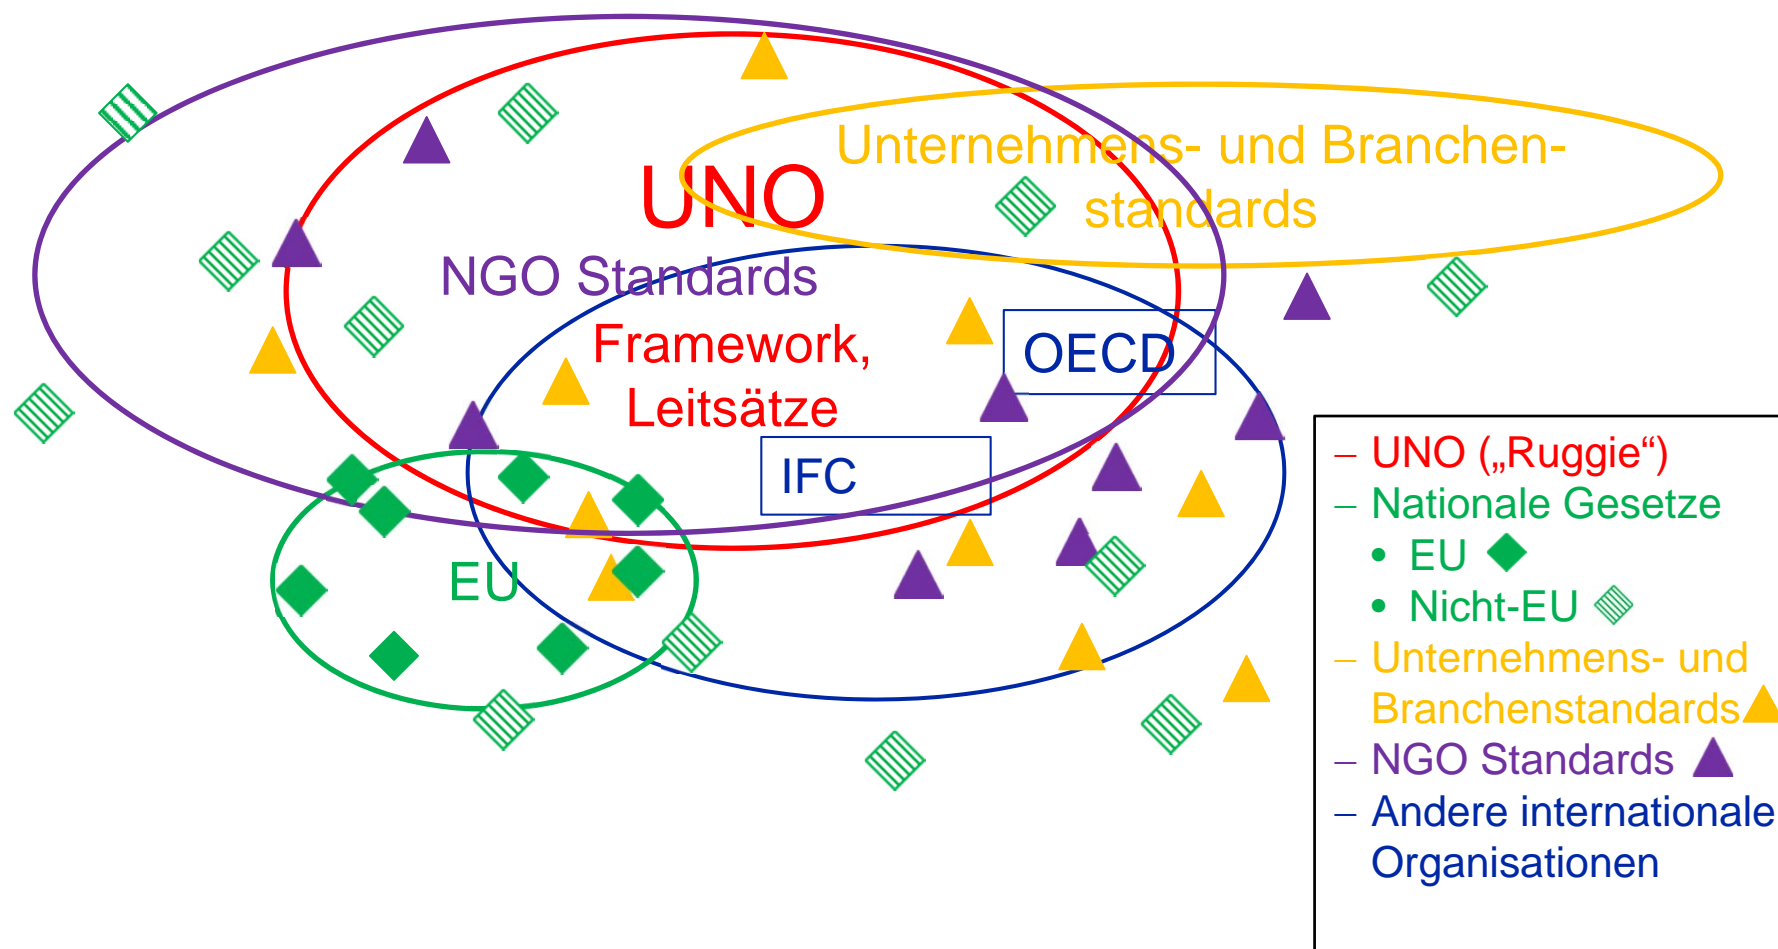 Unternehmens- und Branchen-
standards
UNO
NGO Standards
Framework,
Leitsätze
OECD
IFC
EU
– UNO („Ruggie“)
– Nationale Gesetze
• EU
• Nicht-EU
– Unternehmens- und
Branchenstandards
– NGO Standards
– Andere internationale
Organisationen